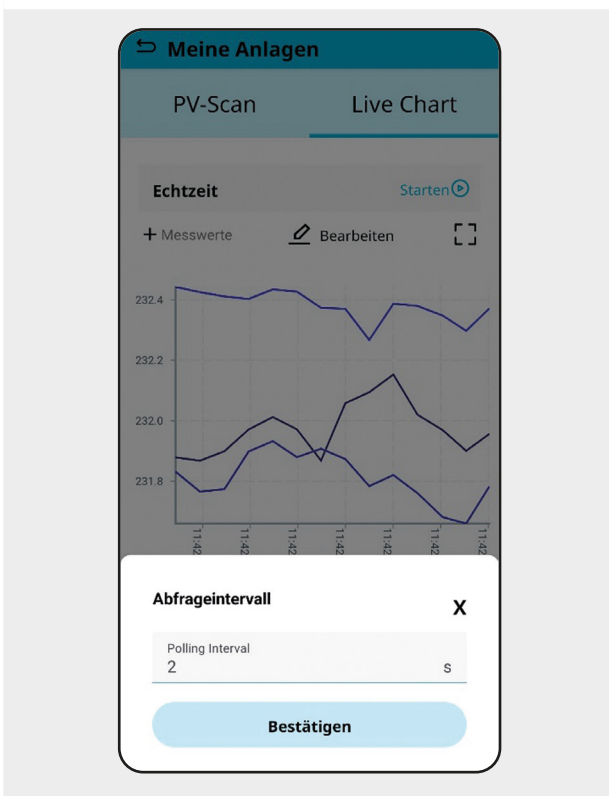 Meine Anlagen
PV-Scan Live Chart
Echtzeit Starten
+ Messwerte Bearbeiten
232.4
232.2
232.0
231.8
11:42 11:42 11:42 11:42 11:42 11:42 11:42
Abfrageintervall X
Polling Interval
2 s
Bestätigen